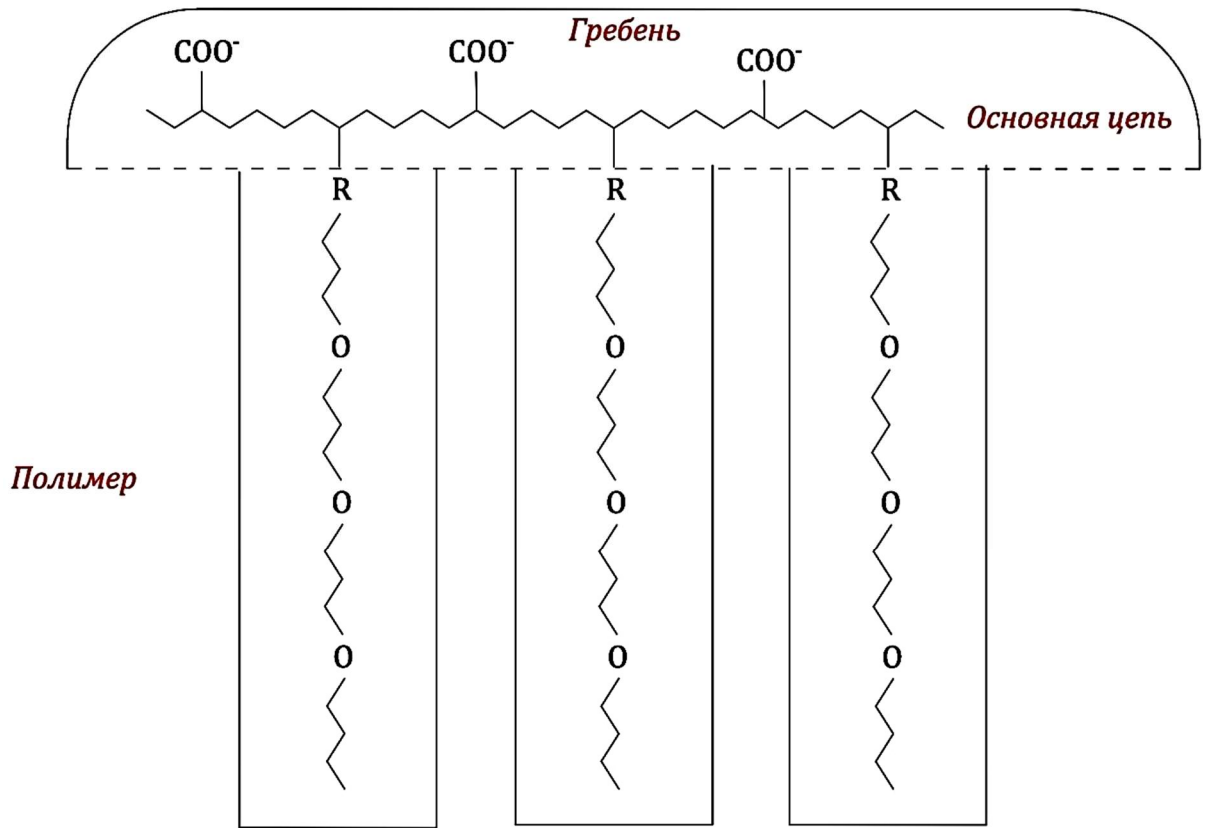 Гребень
COO⁻ COO⁻ COO⁻
Основная цепь
R R R
O O O
Полимер
O O O
O O O